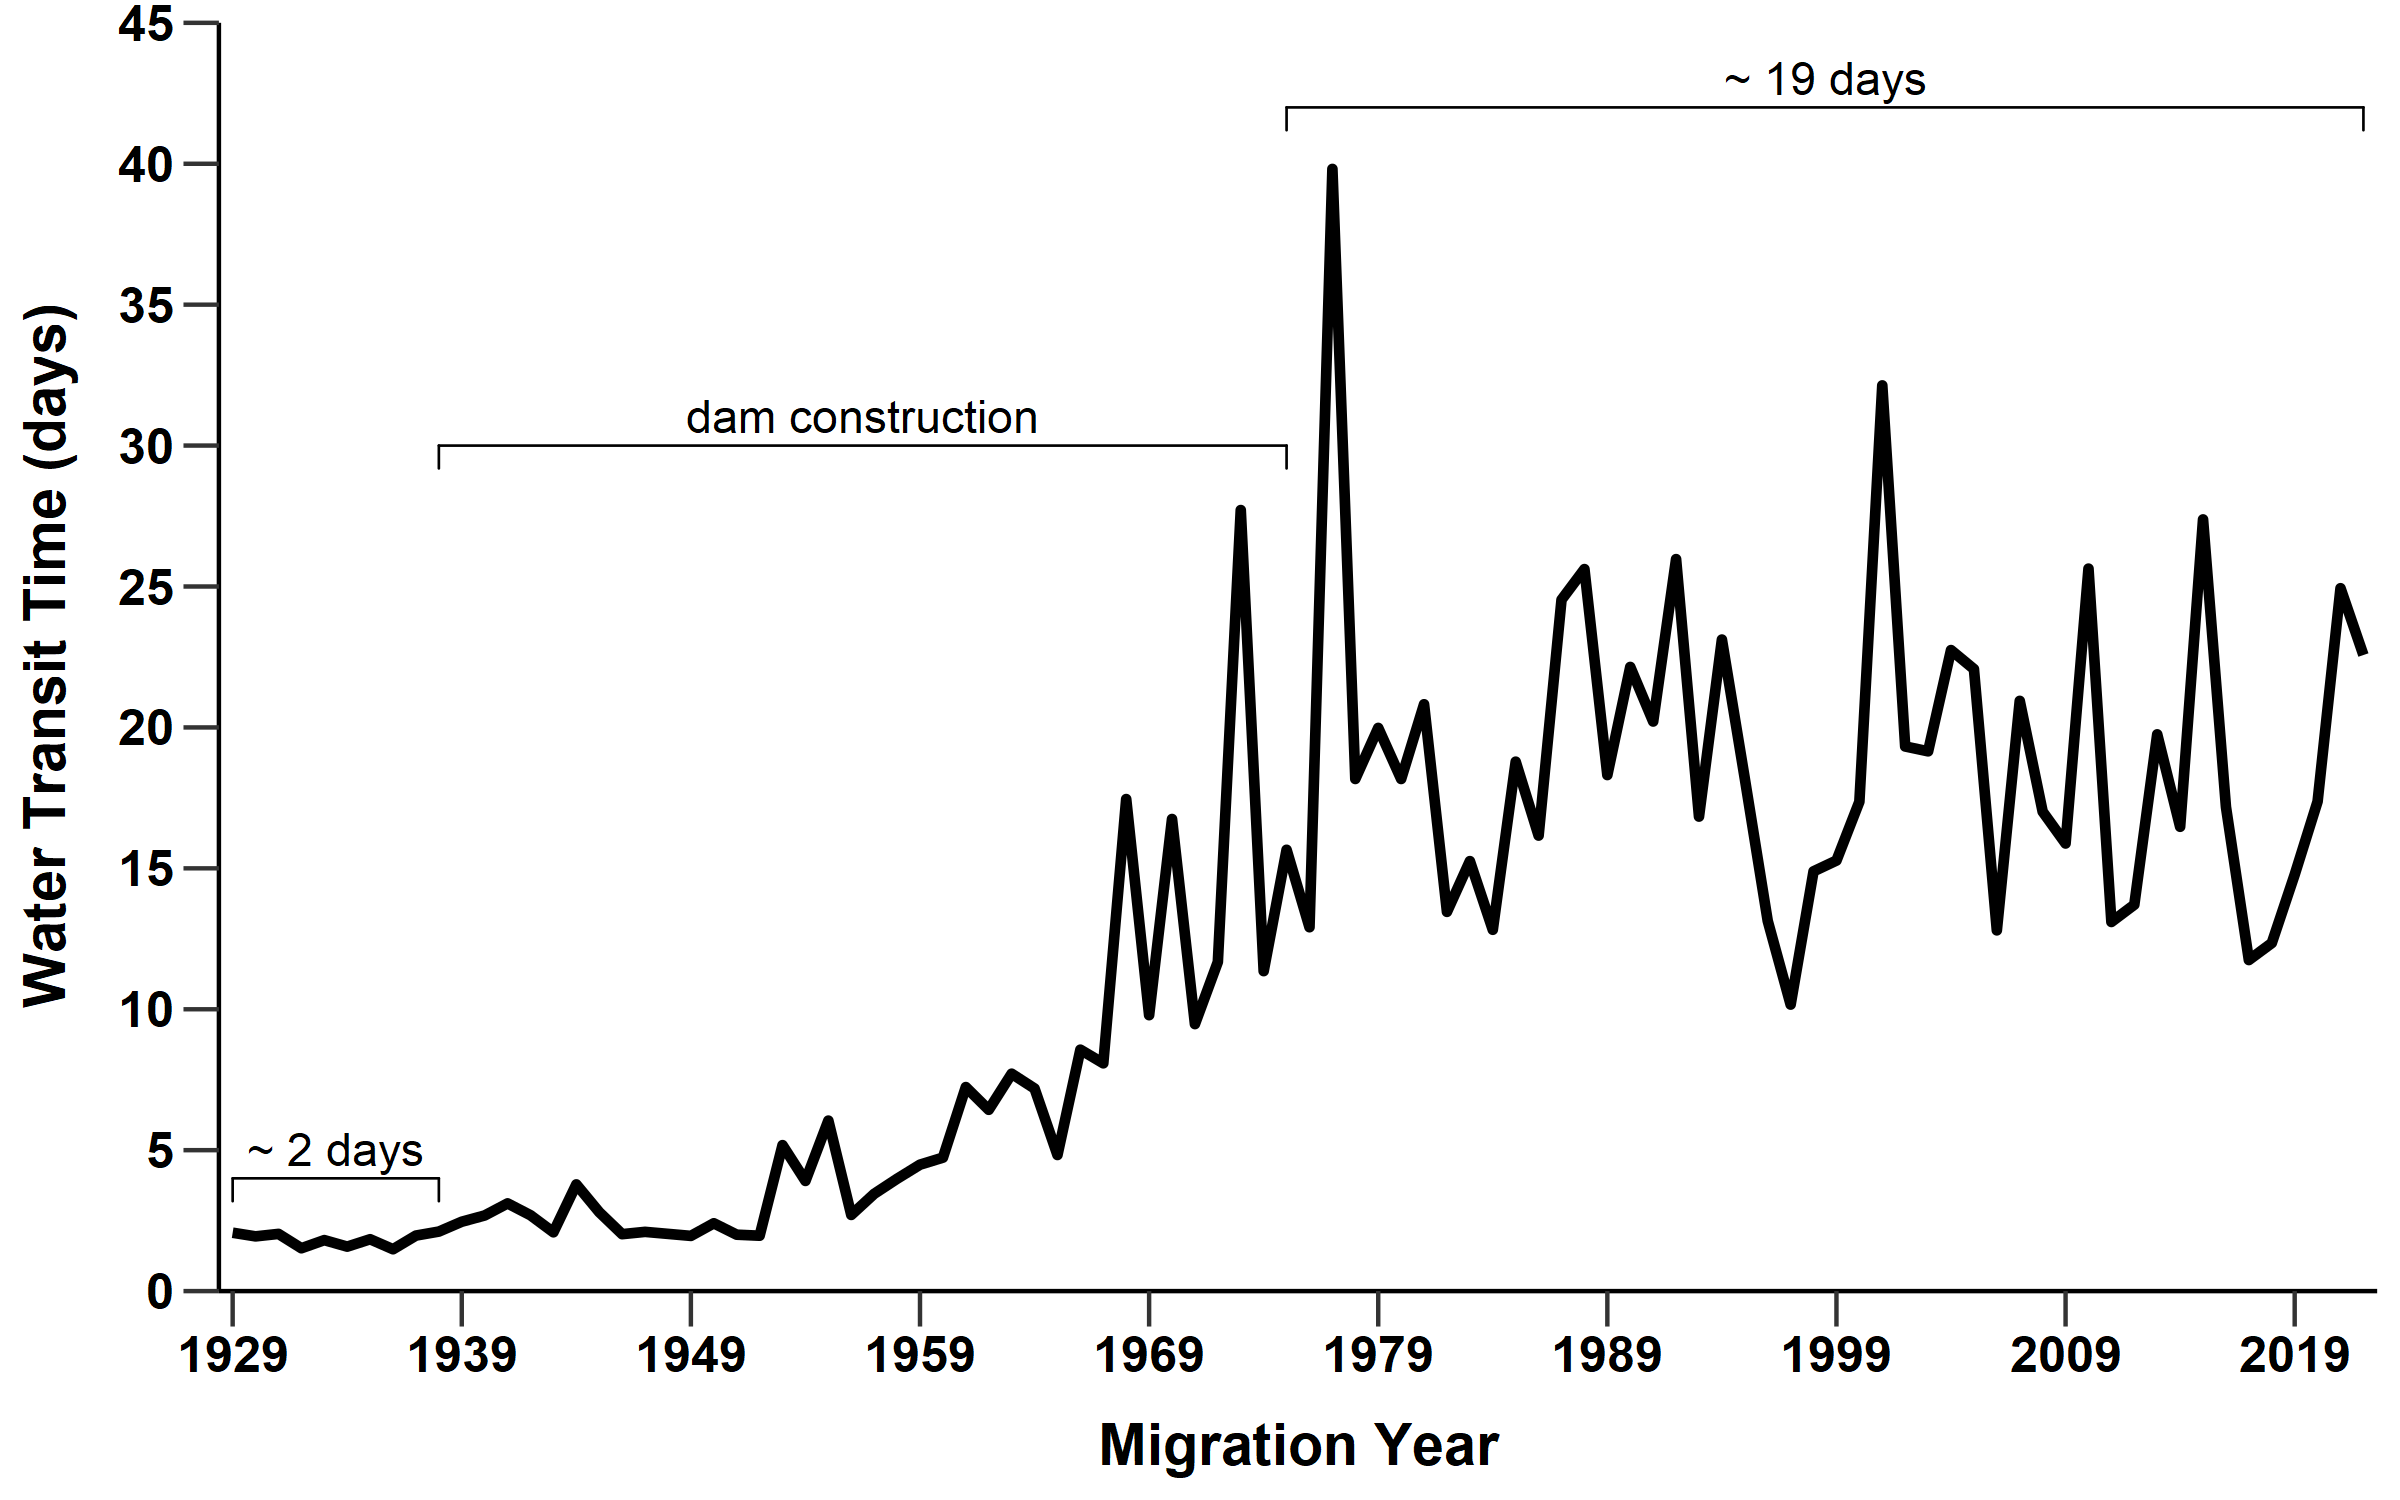 ~ 19 days
dam construction
~ 2 days
Water Transit Time (days)
45
40
35
30
25
20
15
10
5
0
1929 1939 1949 1959 1969 1979 1989 1999 2009 2019
Migration Year